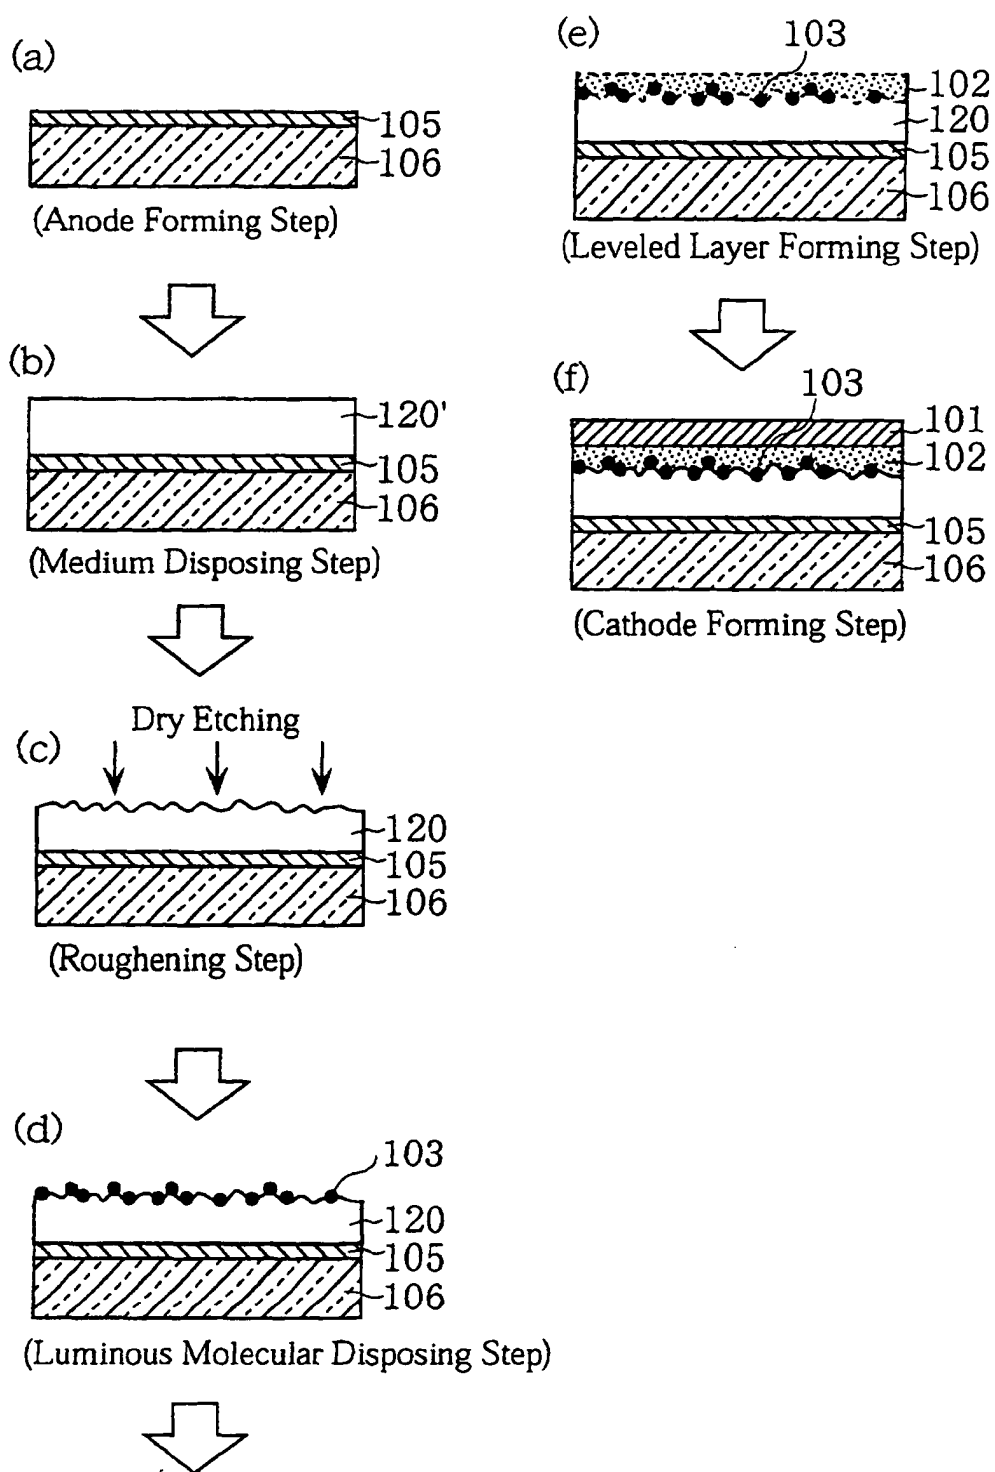 (a)
105
106
(Anode Forming Step)
(b)
120'
105
106
(Medium Disposing Step)
Dry Etching
(c)
120
105
106
(Roughening Step)
(d)
103
120
105
106
(Luminous Molecular Disposing Step)
(e)
103
102
120
105
106
(Leveled Layer Forming Step)
(f)
103
101
102
105
106
(Cathode Forming Step)